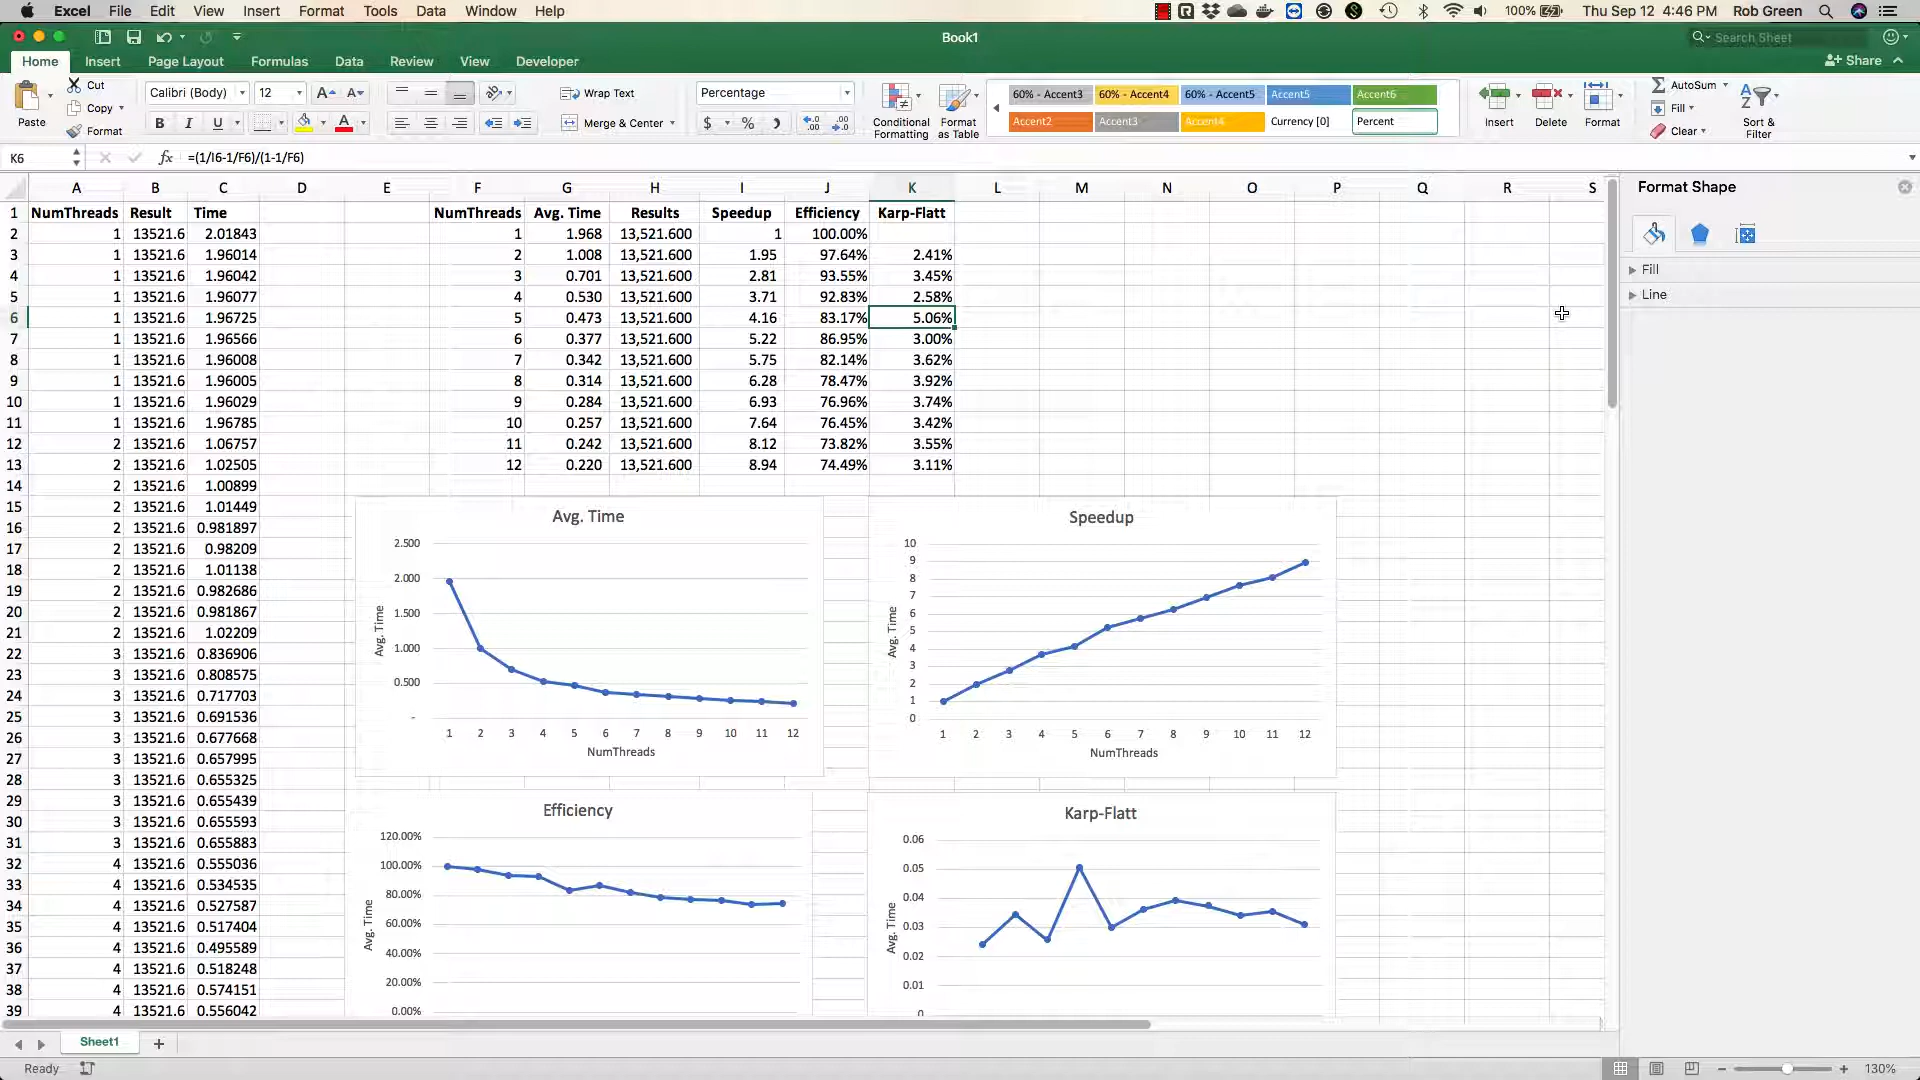 Excel File Edit View Insert Format Tools Data Window Help 100% Thu Sep 12 4:46 PM Rob Green
Book1 Search Sheet
Home Insert Page Layout Formulas Data Review View Developer Share
Paste Cut Copy Format Calibri (Body) 12 Wrap Text Merge & Center Percentage Conditional Formatting Format as Table
60% - Accent3 60% - Accent4 60% - Accent5 Accent5 Accent6
Accent2 Accent3 Accent4 Currency [0] Percent
Insert Delete Format AutoSum Fill Clear Sort & Filter
K6 fx =(1/I6-1/F6)/(1-1/F6)
A B C D E F G H I J K L M N O P Q R S
1 NumThreads Result Time NumThreads Avg. Time Results Speedup Efficiency Karp-Flatt
2 1 13521.6 2.01843 1 1.968 13,521.600 1 100.00%
3 1 13521.6 1.96014 2 1.008 13,521.600 1.95 97.64% 2.41%
4 1 13521.6 1.96042 3 0.701 13,521.600 2.81 93.55% 3.45%
5 1 13521.6 1.96077 4 0.530 13,521.600 3.71 92.83% 2.58%
6 1 13521.6 1.96725 5 0.473 13,521.600 4.16 83.17% 5.06%
7 1 13521.6 1.96566 6 0.377 13,521.600 5.22 86.95% 3.00%
8 1 13521.6 1.96008 7 0.342 13,521.600 5.75 82.14% 3.62%
9 1 13521.6 1.96005 8 0.314 13,521.600 6.28 78.47% 3.92%
10 1 13521.6 1.96029 9 0.284 13,521.600 6.93 76.96% 3.74%
11 1 13521.6 1.96785 10 0.257 13,521.600 7.64 76.45% 3.42%
12 2 13521.6 1.06757 11 0.242 13,521.600 8.12 73.82% 3.55%
13 2 13521.6 1.02505 12 0.220 13,521.600 8.94 74.49% 3.11%
14 2 13521.6 1.00899
15 2 13521.6 1.01449
16 2 13521.6 0.981897
17 2 13521.6 0.98209
18 2 13521.6 1.01138
19 2 13521.6 0.982686
20 2 13521.6 0.981867
21 2 13521.6 1.02209
22 3 13521.6 0.836906
23 3 13521.6 0.808575
24 3 13521.6 0.717703
25 3 13521.6 0.691536
26 3 13521.6 0.677668
27 3 13521.6 0.657995
28 3 13521.6 0.655325
29 3 13521.6 0.655439
30 3 13521.6 0.655593
31 3 13521.6 0.655883
32 4 13521.6 0.555036
33 4 13521.6 0.534535
34 4 13521.6 0.527587
35 4 13521.6 0.517404
36 4 13521.6 0.495589
37 4 13521.6 0.518248
38 4 13521.6 0.574151
39 4 13521.6 0.556042
Avg. Time
2.500
2.000
1.500
1.000
0.500
-
Avg. Time
1 2 3 4 5 6 7 8 9 10 11 12
NumThreads
Speedup
10
9
8
7
6
5
4
3
2
1
0
Avg. Time
1 2 3 4 5 6 7 8 9 10 11 12
NumThreads
Efficiency
120.00%
100.00%
80.00%
60.00%
40.00%
20.00%
0.00%
Avg. Time
Karp-Flatt
0.06
0.05
0.04
0.03
0.02
0.01
0
Avg. Time
Format Shape
Fill
Line
Sheet1
Ready 130%